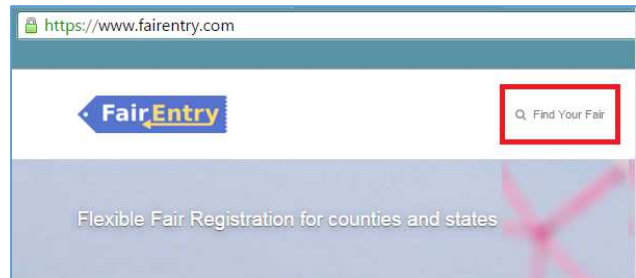 https://www.fairentry.com
FairEntry
Find Your Fair
Flexible Fair Registration for counties and states